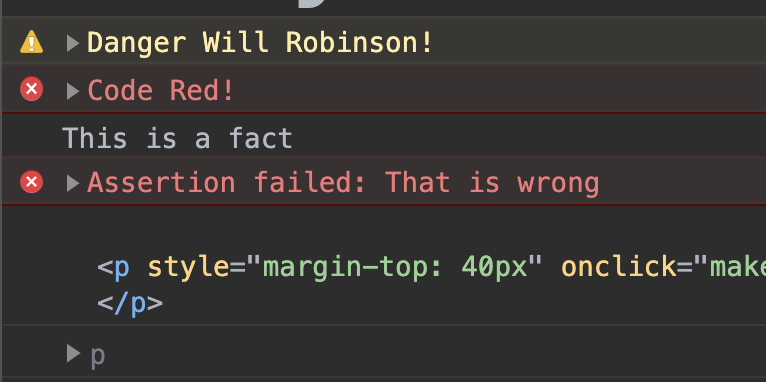 Danger Will Robinson!
Code Red!
This is a fact
Assertion failed: That is wrong
<p style="margin-top: 40px" onclick="make
</p>
p